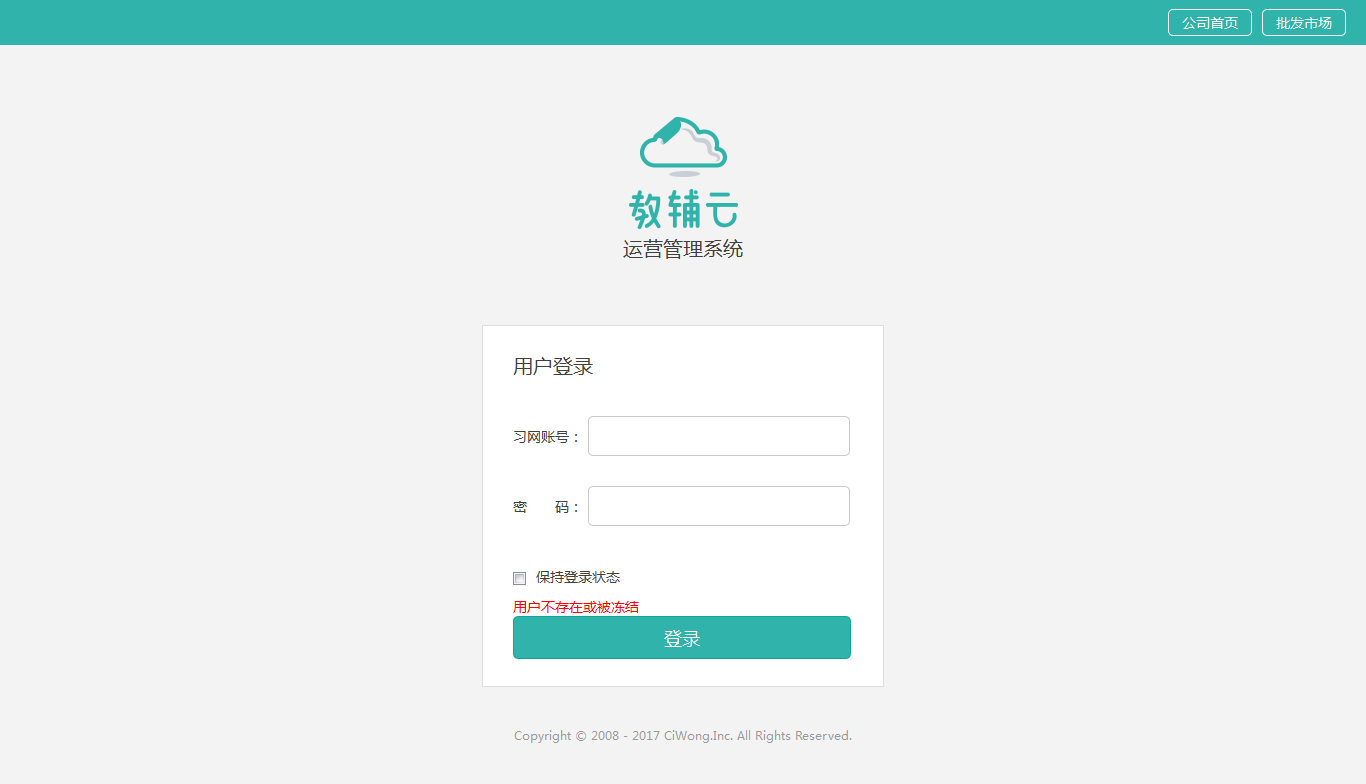 公司首页 批发市场
教辅云
运营管理系统
用户登录
习网账号：
密 码：
保持登录状态
用户不存在或被冻结
登录
Copyright © 2008 - 2017 CiWong.Inc. All Rights Reserved.